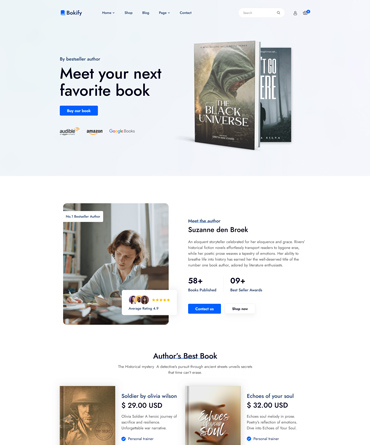 Bokify
Home
Shop
Blog
Page
Contact
Search
By bestseller author
Meet your next
favorite book
Buy our book
audible
amazon
Google Books
THE
BLACK
UNIVERSE
No.1 Bestseller Author
Average Rating 4.9
Meet the author
Suzanne den Broek
An eloquent storyteller celebrated for her eloquence and grace. Illivers'
historical fiction novels effortlessly transport readers to bygone eras,
while her poetic prose weaves a tapestry of emotions. Her ability to
breathe life into history has earned her the well-deserved title of the
number one book author, adored by literature enthusiasts.
58+
Books Published
09+
Best Seller Awards
Contact us
Shop now
Author's Best Book
The Historical mystery. A detective's pursuit through ancient streets unveils secrets
that time can't erase
Soldier by olivia wilson
$ 29.00 USD
Olivia Soldier A heroic journey of
sacrifice and resilience.
Unforgettable war narrative.
Personal trainer
Echoes
of your
Echoes of your soul
$ 32.00 USD
Echoes soul melody in prose.
Poetry's reflection of emotions.
Dive into Echoes of Your Soul.
Personal trainer